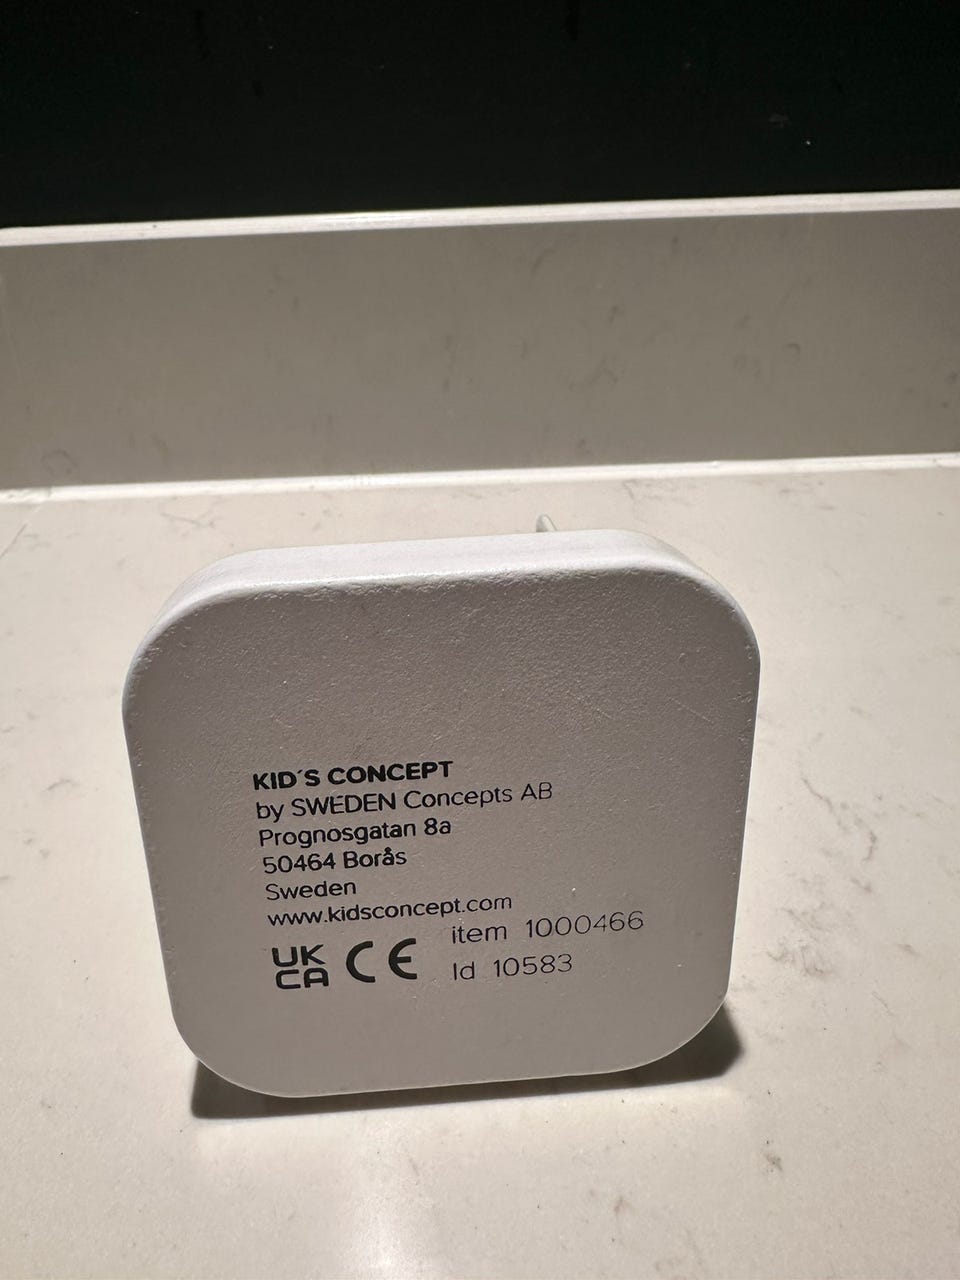 KID´S CONCEPT
by SWEDEN Concepts AB
Prognosgatan 8a
50464 Borås
Sweden
www.kidsconcept.com
UK
CA CE
item 1000466
Id 10583